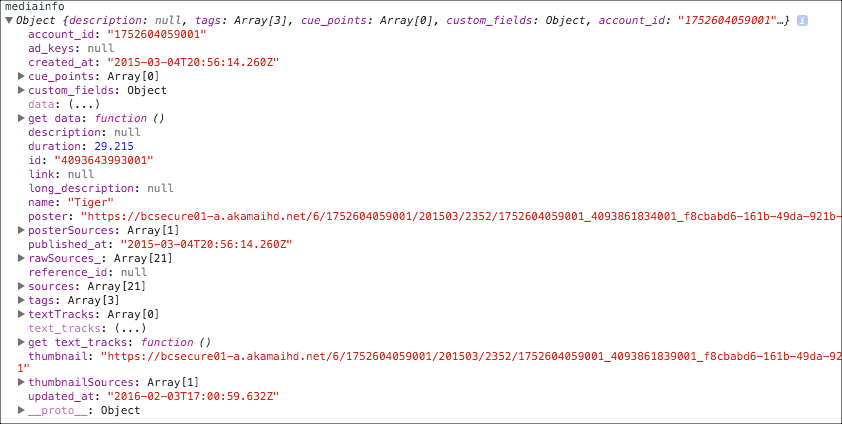 mediainfo
▼Object {description: null, tags: Array[3], cue_points: Array[0], custom_fields: Object, account_id: "1752604059001"…} i
account_id: "1752604059001"
ad_keys: null
created_at: "2015-03-04T20:56:14.260Z"
▶cue_points: Array[0]
▶custom_fields: Object
data: (...)
▶get data: function ()
description: null
duration: 29.215
id: "4093643993001"
link: null
long_description: null
name: "Tiger"
poster: "https://bcsecure01-a.akamaihd.net/6/1752604059001/201503/2352/1752604059001_4093861834001_f8cbabd6-161b-49da-921b-
▶posterSources: Array[1]
published_at: "2015-03-04T20:56:14.260Z"
▶rawSources_: Array[21]
reference_id: null
▶sources: Array[21]
▶tags: Array[3]
▶textTracks: Array[0]
text_tracks: (...)
▶get text_tracks: function ()
thumbnail: "https://bcsecure01-a.akamaihd.net/6/1752604059001/201503/2352/1752604059001_4093861839001_f8cbabd6-161b-49da-92
1"
▶thumbnailSources: Array[1]
updated_at: "2016-02-03T17:00:59.632Z"
▶__proto__: Object